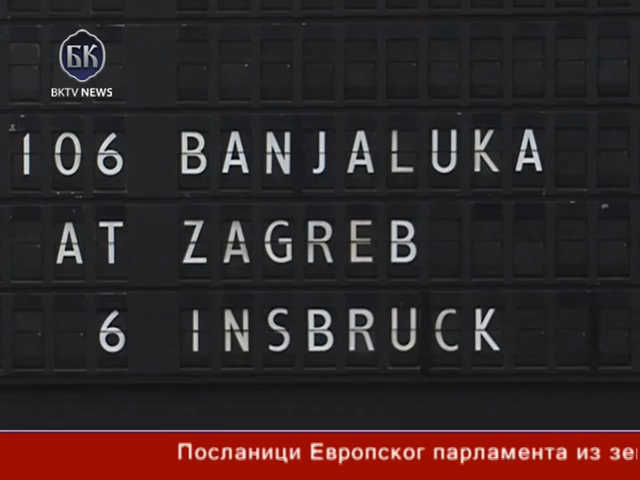 БК
BKTV NEWS
106 BANJALUKA
AT ZAGREB
6 INSBRUCK
Посланици Европског парламента из